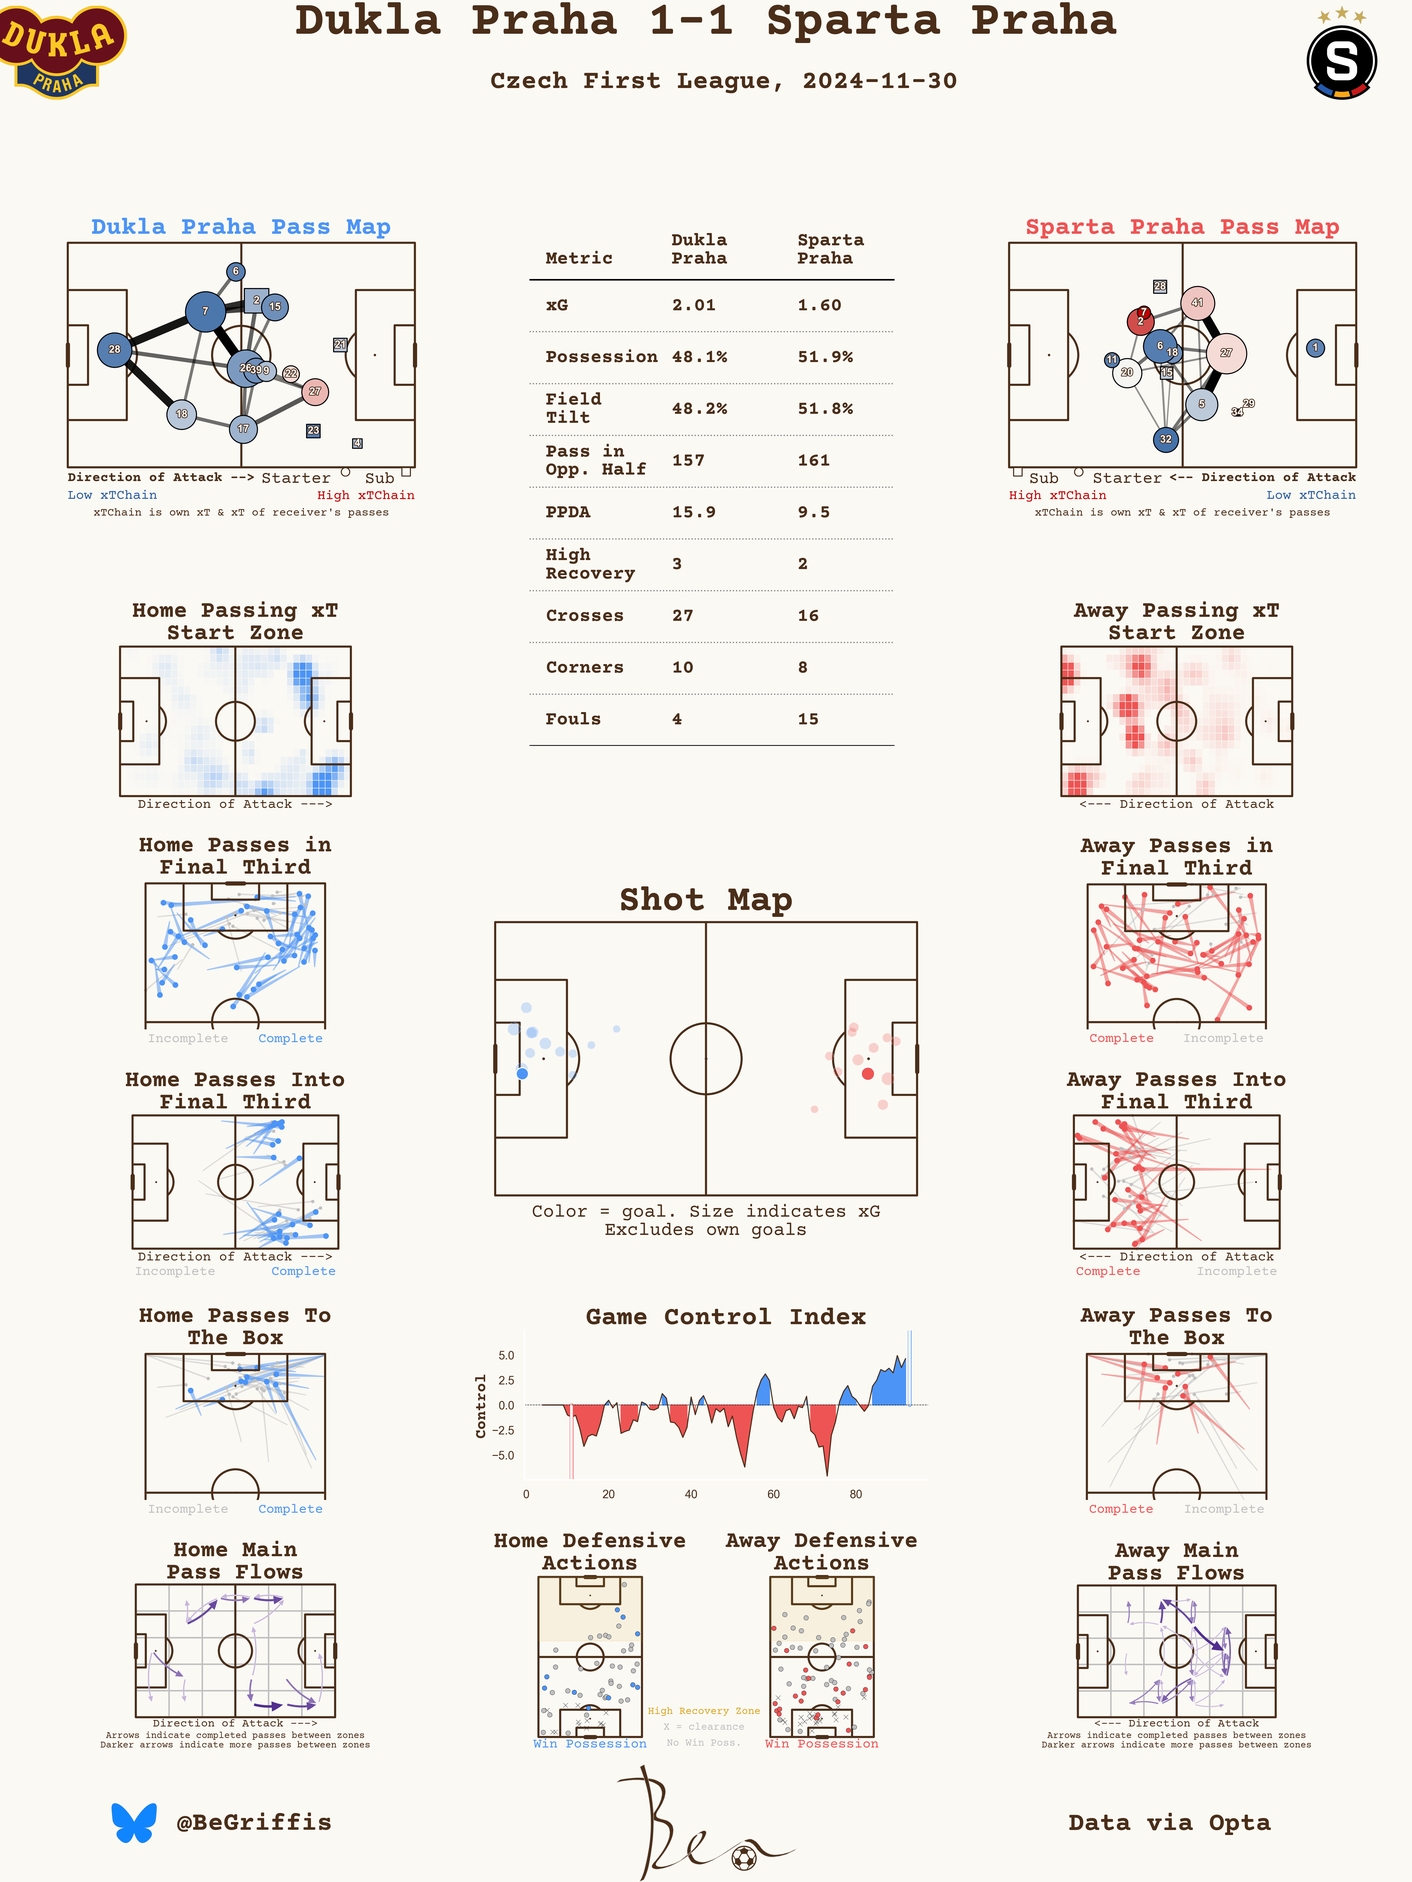 DUKLA
PRAHA
Dukla Praha 1-1 Sparta Praha
Czech First League, 2024-11-30
S
Dukla Praha Pass Map
6
7
2
15
28
21
26
39
9
22
27
18
17
23
4
Direction of Attack --> Starter Sub
Low xTChain High xTChain
xTChain is own xT & xT of receiver's passes
Metric Dukla Praha Sparta Praha
xG 2.01 1.60
Possession 48.1% 51.9%
Field Tilt 48.2% 51.8%
Pass in Opp. Half 157 161
PPDA 15.9 9.5
High Recovery 3 2
Crosses 27 16
Corners 10 8
Fouls 4 15
Sparta Praha Pass Map
28
41
7
2
6
18
27
1
11
20
15
5
29
34
32
Sub Starter <-- Direction of Attack
High xTChain Low xTChain
xTChain is own xT & xT of receiver's passes
Home Passing xT
Start Zone
Direction of Attack --->
Away Passing xT
Start Zone
<--- Direction of Attack
Home Passes in
Final Third
Incomplete Complete
Away Passes in
Final Third
Complete Incomplete
Shot Map
Color = goal. Size indicates xG
Excludes own goals
Home Passes Into
Final Third
Direction of Attack --->
Incomplete Complete
Away Passes Into
Final Third
<--- Direction of Attack
Complete Incomplete
Home Passes To
The Box
Incomplete Complete
Game Control Index
Control
5.0
2.5
0.0
−2.5
−5.0
0 20 40 60 80
Away Passes To
The Box
Complete Incomplete
Home Main
Pass Flows
Direction of Attack --->
Arrows indicate completed passes between zones
Darker arrows indicate more passes between zones
Home Defensive
Actions
Win Possession
Away Defensive
Actions
Win Possession
High Recovery Zone
X = clearance
No Win Poss.
Away Main
Pass Flows
<--- Direction of Attack
Arrows indicate completed passes between zones
Darker arrows indicate more passes between zones
@BeGriffis
Ben
Data via Opta